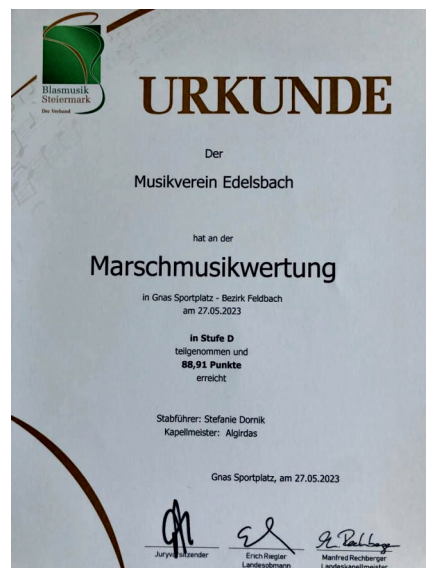 Blasmusik
Steiermark
Der Verband
URKUNDE
Der
Musikverein Edelsbach
hat an der
Marschmusikwertung
in Gnas Sportplatz - Bezirk Feldbach
am 27.05.2023
in Stufe D
teilgenommen und
88,91 Punkte
erreicht
Stabführer: Stefanie Dornik
Kapellmeister: Algirdas
Gnas Sportplatz, am 27.05.2023
Juryvorsitzender
Erich Riegler
Landesobmann
Manfred Rechberger
Landeskapellmeister